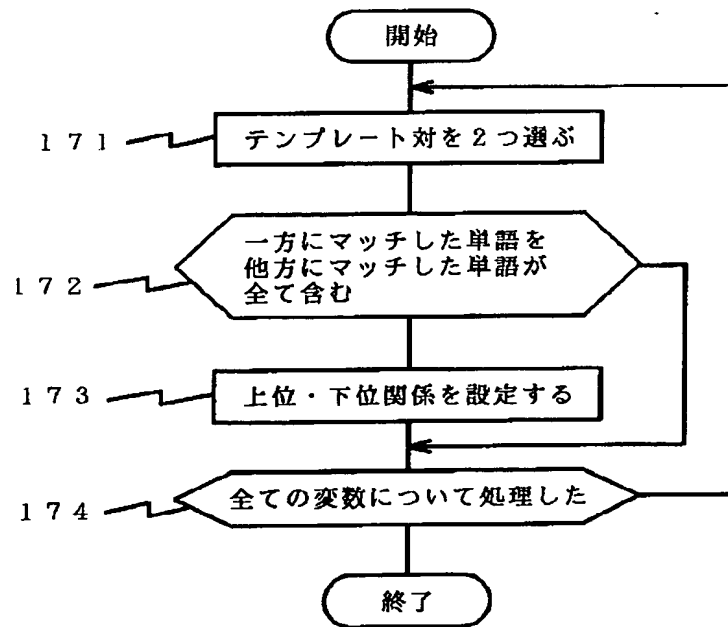 開始
171
テンプレート対を2つ選ぶ
一方にマッチした単語を
他方にマッチした単語が
全て含む
172
173
上位・下位関係を設定する
174
全ての変数について処理した
終了